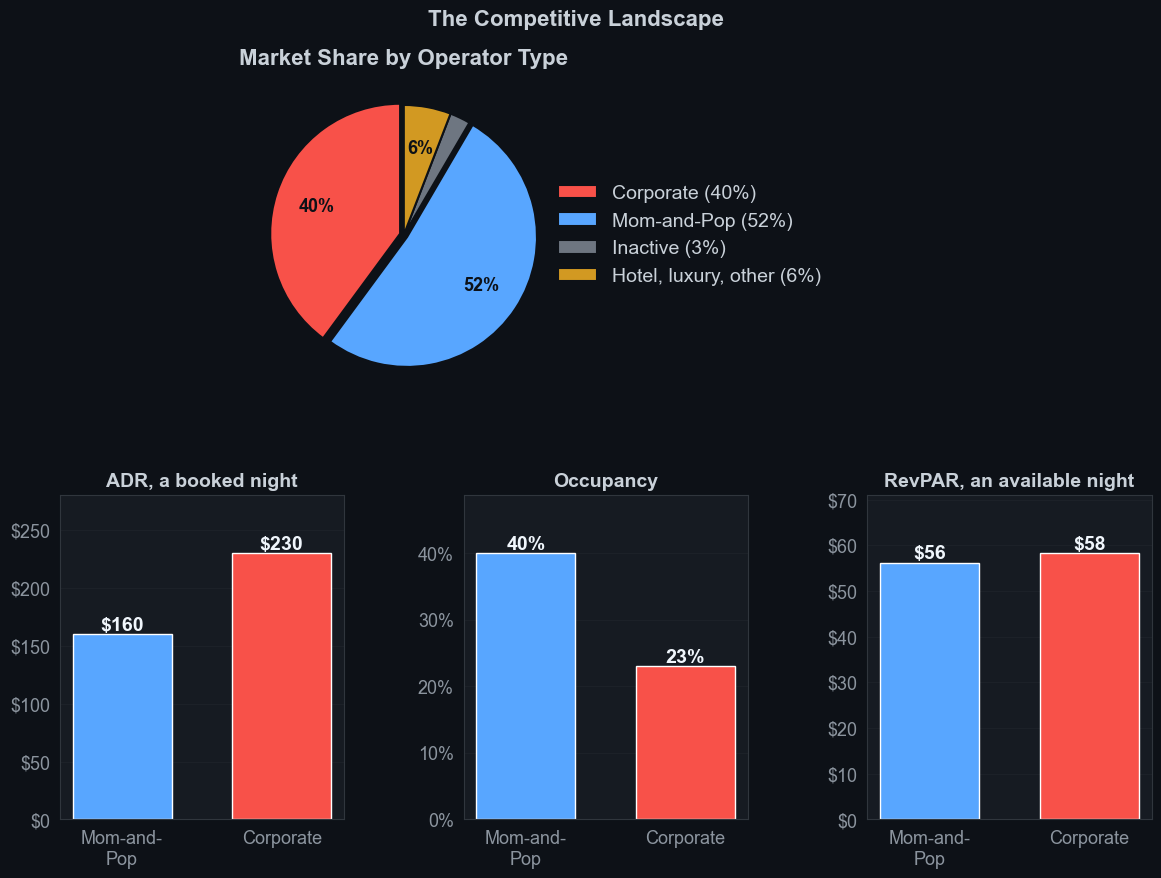 The Competitive Landscape
Market Share by Operator Type
6%
40%
52%
Corporate (40%)
Mom-and-Pop (52%)
Inactive (3%)
Hotel, luxury, other (6%)
ADR, a booked night
$250
$200
$150
$100
$50
$0
$160
$230
Mom-and-
Pop
Corporate
Occupancy
40%
30%
20%
10%
0%
40%
23%
Mom-and-
Pop
Corporate
RevPAR, an available night
$70
$60
$50
$40
$30
$20
$10
$0
$56
$58
Mom-and-
Pop
Corporate